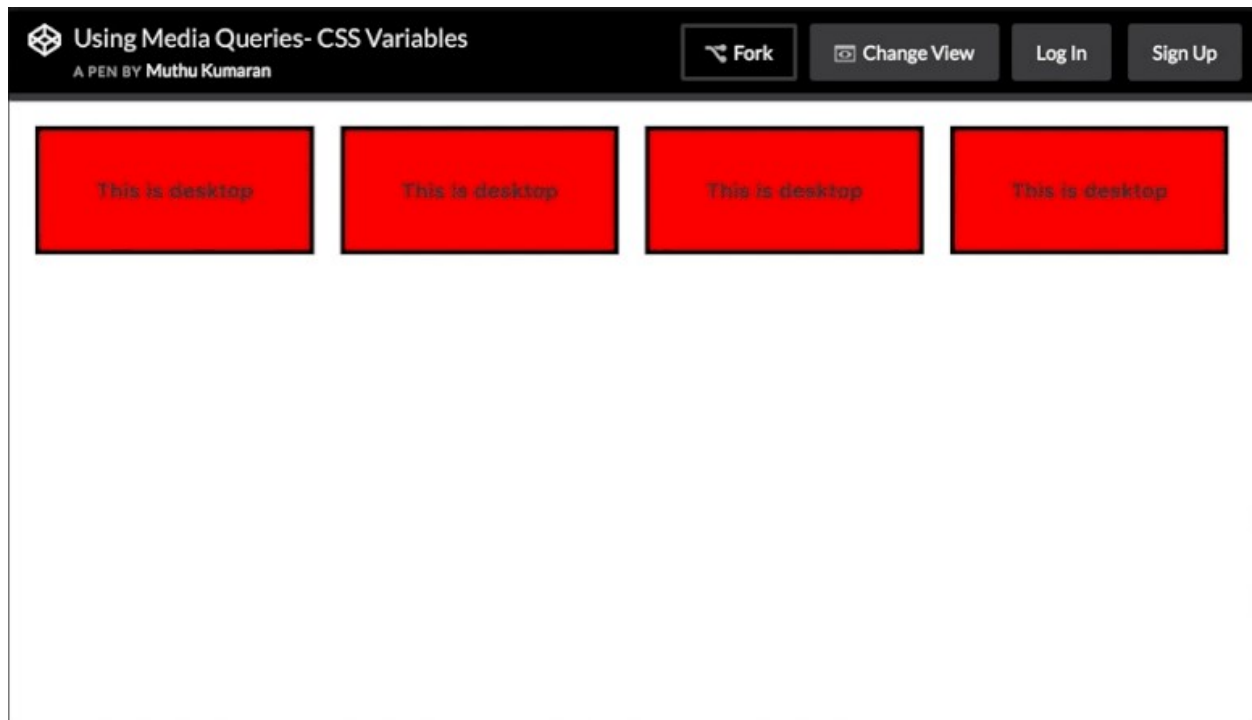 Using Media Queries- CSS Variables
A PEN BY Muthu Kumaran
Fork
Change View
Log In
Sign Up
This is desktop
This is desktop
This is desktop
This is desktop